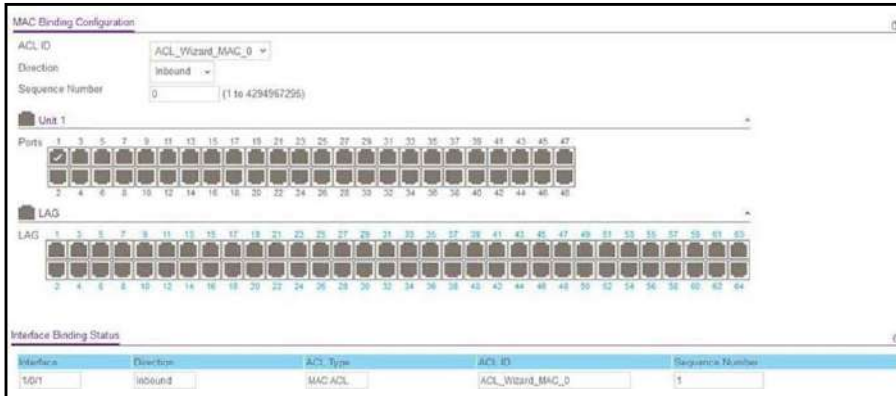 MAC Binding Configuration
ACL ID ACL_Wizard_MAC_0
Direction Inbound
Sequence Number 0 (1 to 4294967295)
Unit 1
Ports 1 3 5 7 9 11 13 15 17 19 21 23 25 27 29 31 33 35 37 39 41 43 45 47
2 4 6 8 10 12 14 16 18 20 22 24 26 28 30 32 34 36 38 40 42 44 46 48
LAG
LAG 1 3 5 7 9 11 13 15 17 19 21 23 25 27 29 31 33 35 37 39 41 43 45 47 49 51 53 55 57 59 61 63
2 4 6 8 10 12 14 16 18 20 22 24 26 28 30 32 34 36 38 40 42 44 46 48 50 52 54 56 58 60 62 64
Interface Binding Status
Interface Direction ACL Type ACL ID Sequence Number
1/0/1 Inbound MAC ACL ACL_Wizard_MAC_0 1